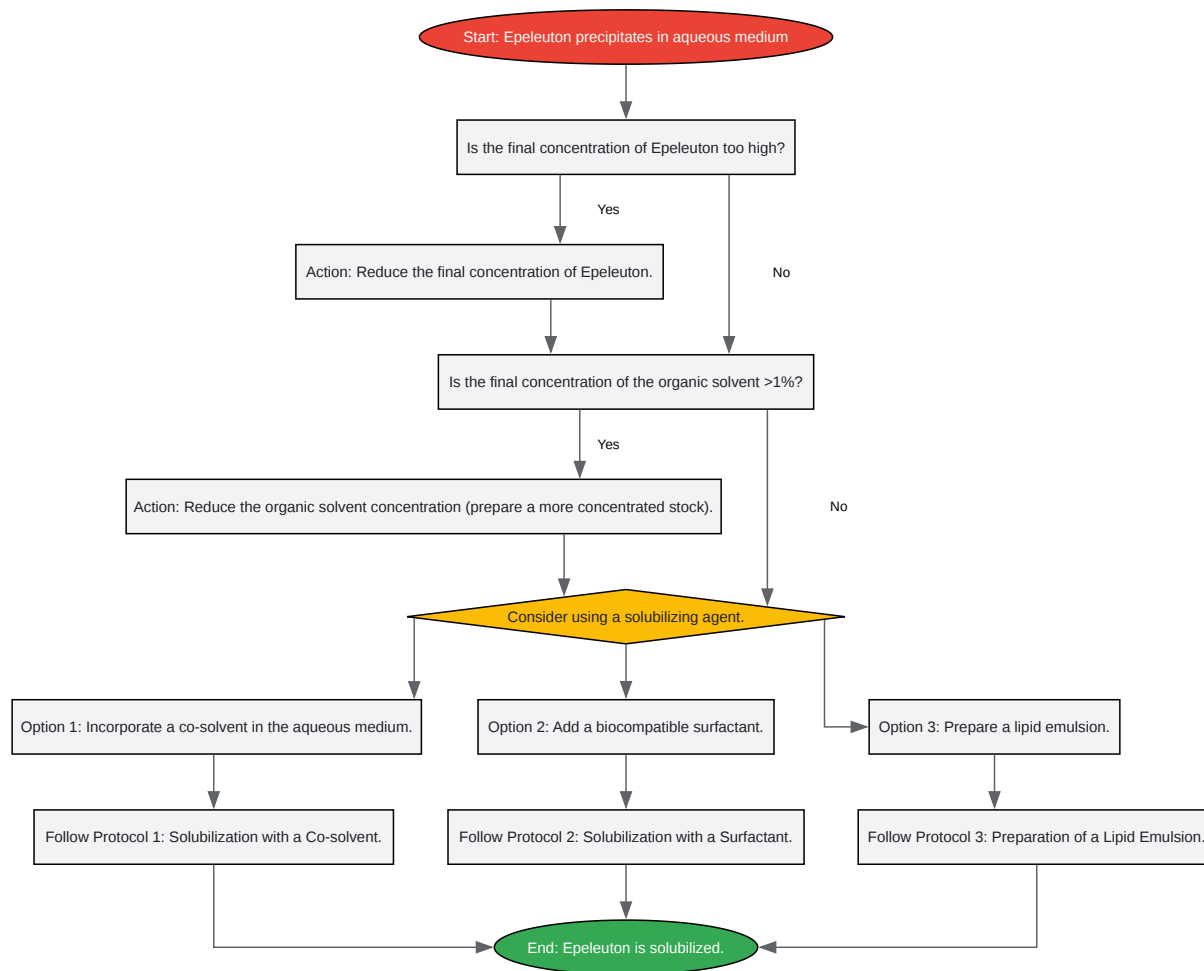 Start: Epeleuton precipitates in aqueous medium
Is the final concentration of Epeleuton too high?
Yes
Action: Reduce the final concentration of Epeleuton.
No
Is the final concentration of the organic solvent >1%?
Yes
Action: Reduce the organic solvent concentration (prepare a more concentrated stock).
No
Consider using a solubilizing agent.
Option 1: Incorporate a co-solvent in the aqueous medium.
Option 2: Add a biocompatible surfactant.
Option 3: Prepare a lipid emulsion.
Follow Protocol 1: Solubilization with a Co-solvent.
Follow Protocol 2: Solubilization with a Surfactant.
Follow Protocol 3: Preparation of a Lipid Emulsion.
End: Epeleuton is solubilized.